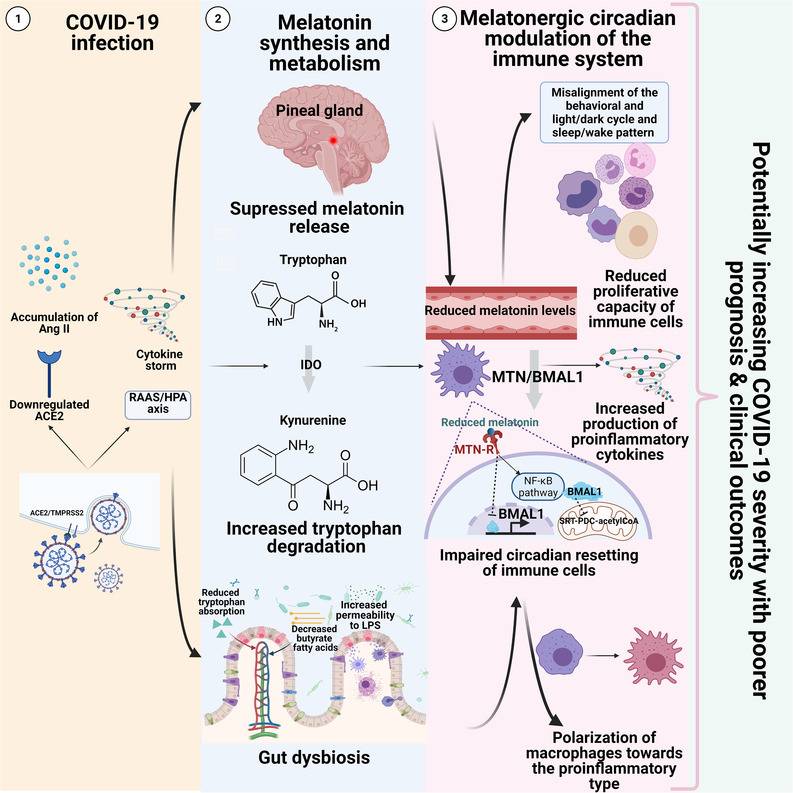 1
COVID-19
infection
Accumulation of
Ang II
Cytokine
storm
Downregulated
ACE2
RAAS/HPA
axis
ACE2/TMPRSS2
2
Melatonin
synthesis and
metabolism
Pineal gland
Supressed melatonin
release
Tryptophan
O
OH
HN
NH2
IDO
Kynurenine
NH2
O
OH
O
NH2
Increased tryptophan
degradation
Reduced
tryptophan
absorption
Decreased
butyrate
fatty acids
Increased
permeability
to LPS
Gut dysbiosis
3
Melatonergic circadian
modulation of the
immune system
Misalignment of the
behavioral and
light/dark cycle and
sleep/wake pattern
Reduced
proliferative
capacity of
immune cells
Reduced melatonin levels
MTN/BMAL1
Increased
production of
proinflammatory
cytokines
Reduced melatonin
MTN-R
NF-κB
pathway
BMAL1
BMAL1
SRT-PDC-acetylCoA
Impaired circadian resetting
of immune cells
Polarization of
macrophages towards
the proinflammatory
type
Potentially increasing COVID-19 severity with poorer
prognosis & clinical outcomes